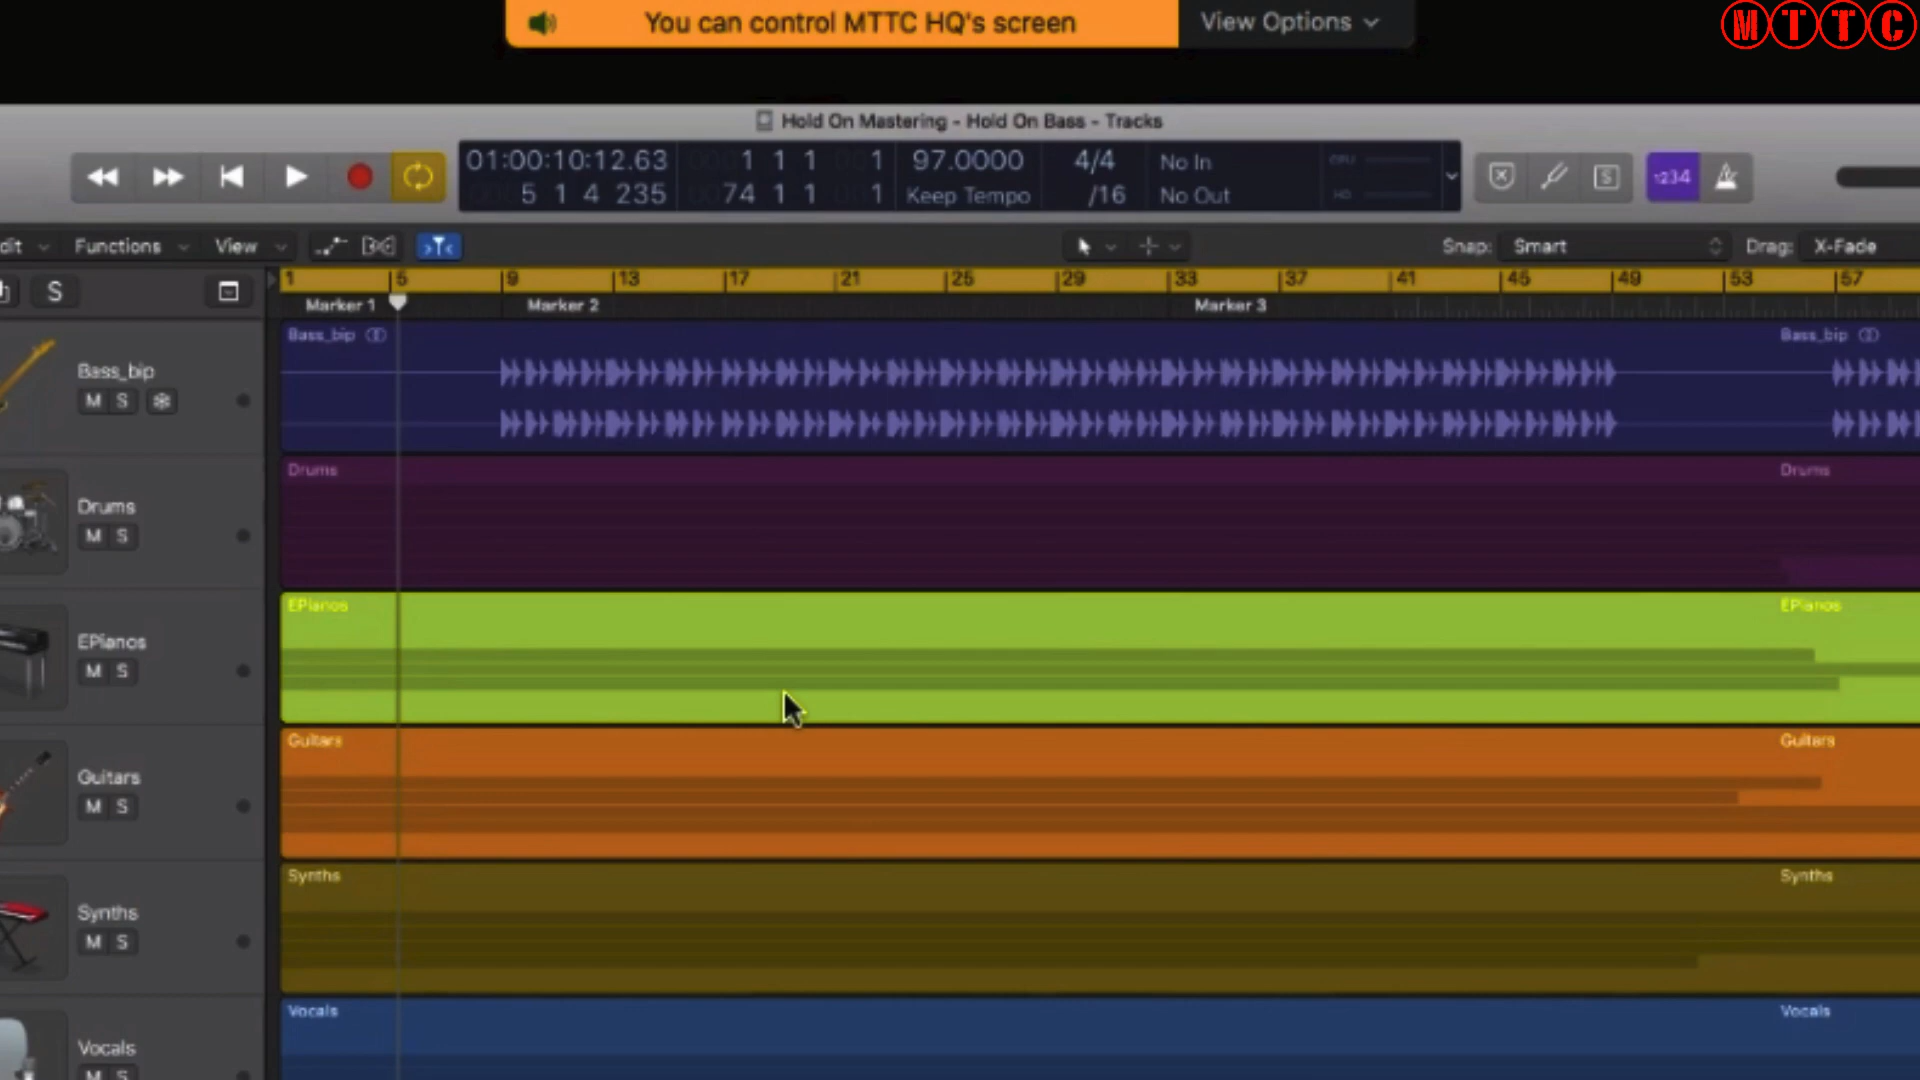 You can control MTTC HQ's screen
View Options
MTTC
Hold On Mastering - Hold On Bass - Tracks
01:00:10:12.63 1 1 1 1 97.0000 4/4 No In CPU
5 1 4 235 74 1 1 1 Keep Tempo /16 No Out HD
1234
S
dit Functions View Snap: Smart Drag: X-Fade
S
1 5 9 13 17 21 25 29 33 37 41 45 49 53 57
Marker 1 Marker 2 Marker 3
Bass_bip Bass_bip
Bass_bip
M S
Drums Drums
Drums
M S
EPianos EPianos
EPianos
M S
Guitars Guitars
Guitars
M S
Synths Synths
Synths
M S
Vocals Vocals
Vocals
M S